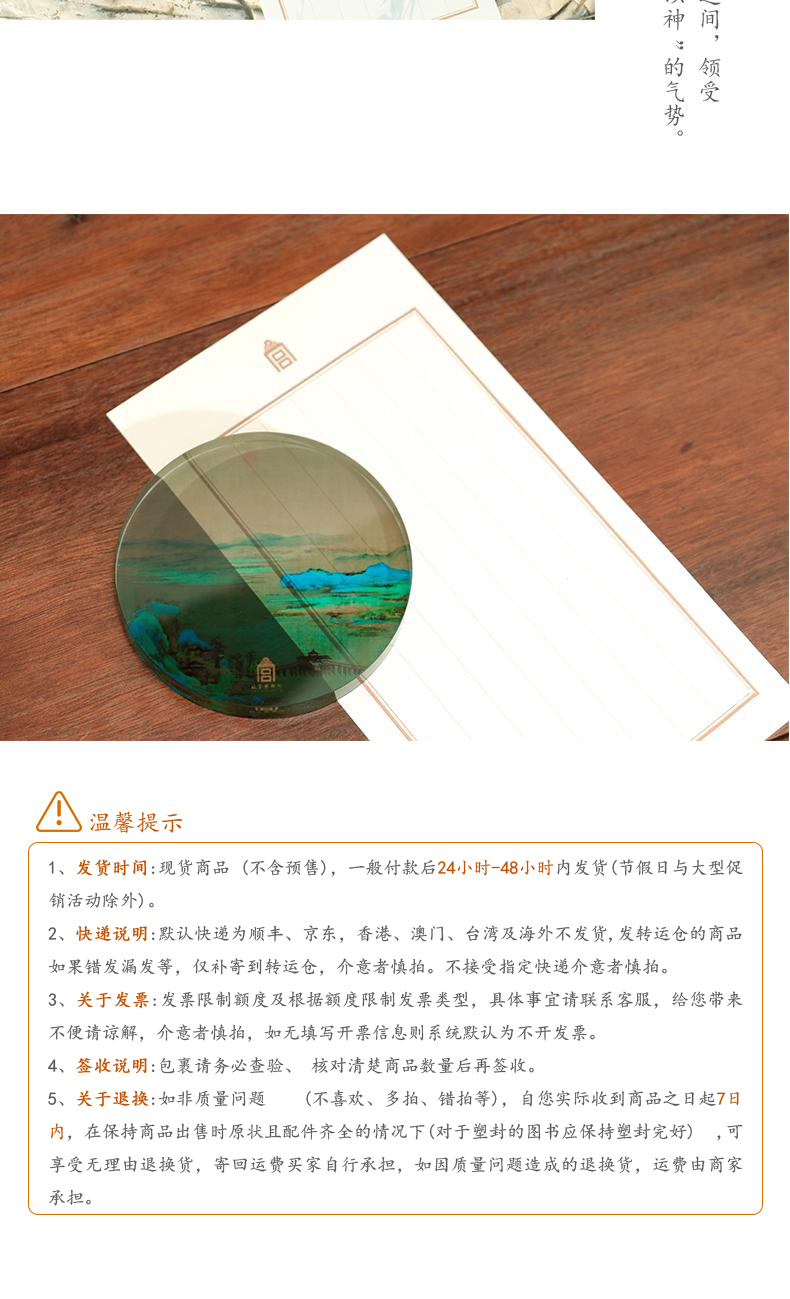 之间，领受
神”的气势。
温馨提示
1、发货时间:现货商品 (不含预售)，一般付款后24小时-48小时内发货(节假日与大型促
销活动除外)。
2、快递说明:默认快递为顺丰、京东，香港、澳门、台湾及海外不发货,发转运仓的商品
如果错发漏发等，仅补寄到转运仓，介意者慎拍。不接受指定快递介意者慎拍。
3、关于发票:发票限制额度及根据额度限制发票类型，具体事宜请联系客服，给您带来
不便请谅解，介意者慎拍，如无填写开票信息则系统默认为不开发票。
4、签收说明:包裹请务必查验、 核对清楚商品数量后再签收。
5、关于退换:如非质量问题 (不喜欢、多拍、错拍等)，自您实际收到商品之日起7日
内，在保持商品出售时原状且配件齐全的情况下(对于塑封的图书应保持塑封完好) ,可
享受无理由退换货，寄回运费买家自行承担，如因质量问题造成的退换货，运费由商家
承担。